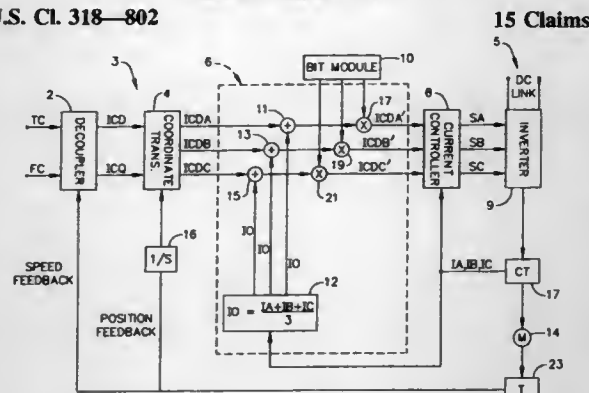 U.S. Cl. 318—802
15 Claims
3
6
BIT MODULE
10
5
DC LINK
2
DECOUPLER
TC
FC
ICD
ICQ
4
COORDINATE TRANS.
ICDA
ICDB
ICDC
11
+
13
+
15
+
17
X
19
X
21
X
ICDA'
ICDB'
ICDC'
8
CURRENT CONTROLLER
SA
SB
SC
INVERTER
9
IO
IO
IO
12
IO = IA+IB+IC
3
16
1/S
SPEED FEEDBACK
POSITION FEEDBACK
IA,IB,IC
CT
17
M
14
23
T